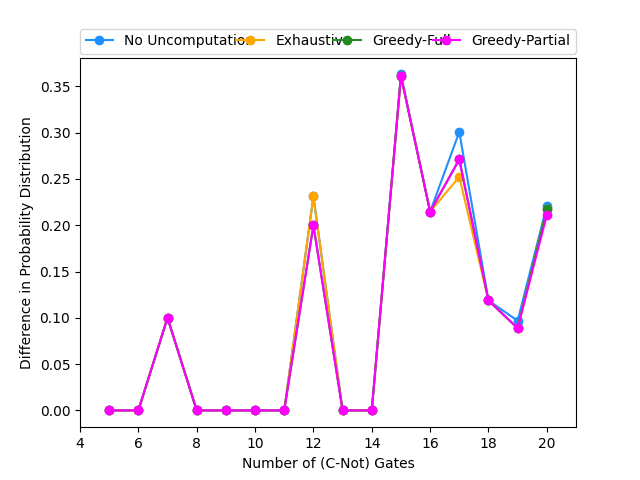 No Uncomputation Exhaustive Greedy-Full Greedy-Partial
Difference in Probability Distribution
0.35
0.30
0.25
0.20
0.15
0.10
0.05
0.00
4 6 8 10 12 14 16 18 20
Number of (C-Not) Gates